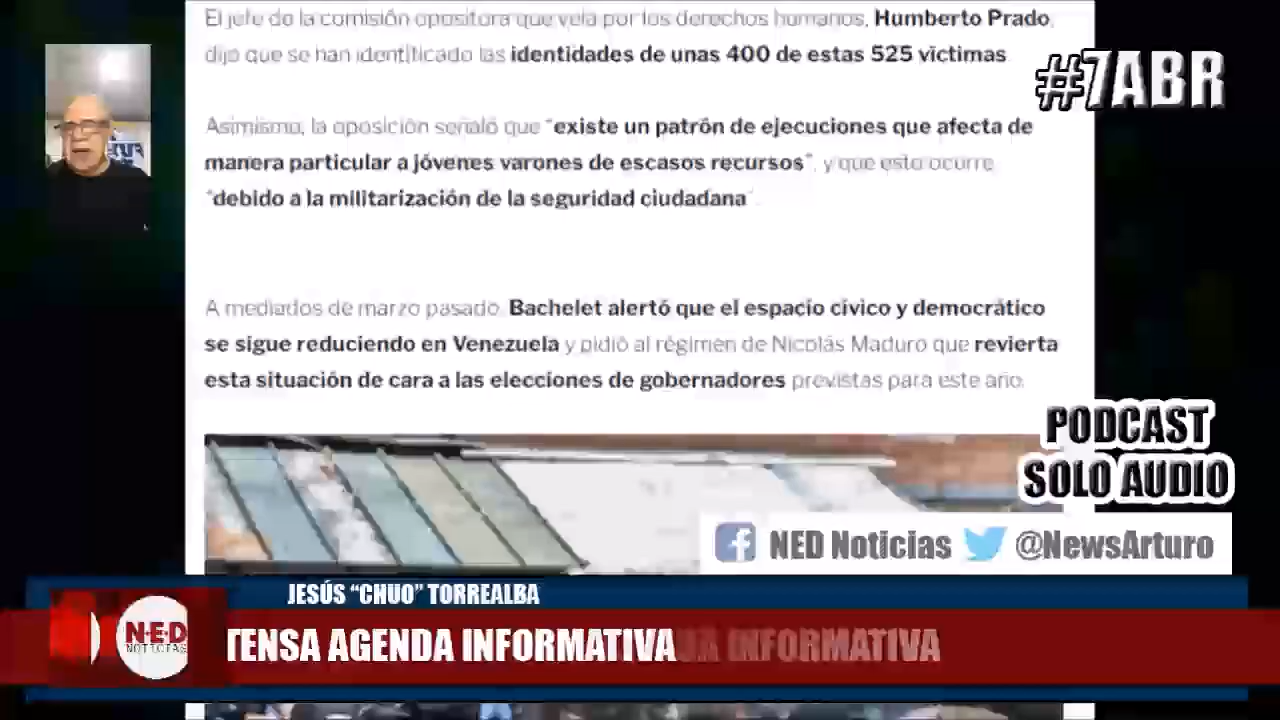 El jefe de la comisión opositora que vela por los derechos humanos, Humberto Prado,
dijo que se han identificado las identidades de unas 400 de estas 525 víctimas.
#7ABR
Asimismo, la oposición señaló que "existe un patrón de ejecuciones que afecta de
manera particular a jóvenes varones de escasos recursos", y que esto ocurre
"debido a la militarización de la seguridad ciudadana".
A mediados de marzo pasado, Bachelet alertó que el espacio cívico y democrático
se sigue reduciendo en Venezuela y pidió al régimen de Nicolás Maduro que revierta
esta situación de cara a las elecciones de gobernadores previstas para este año.
PODCAST
SOLO AUDIO
NED Noticias @NewsArturo
JESÚS "CHUO" TORREALBA
N·E·D
NOTICIAS
TENSA AGENDA INFORMATIVA
INFORMATIVA